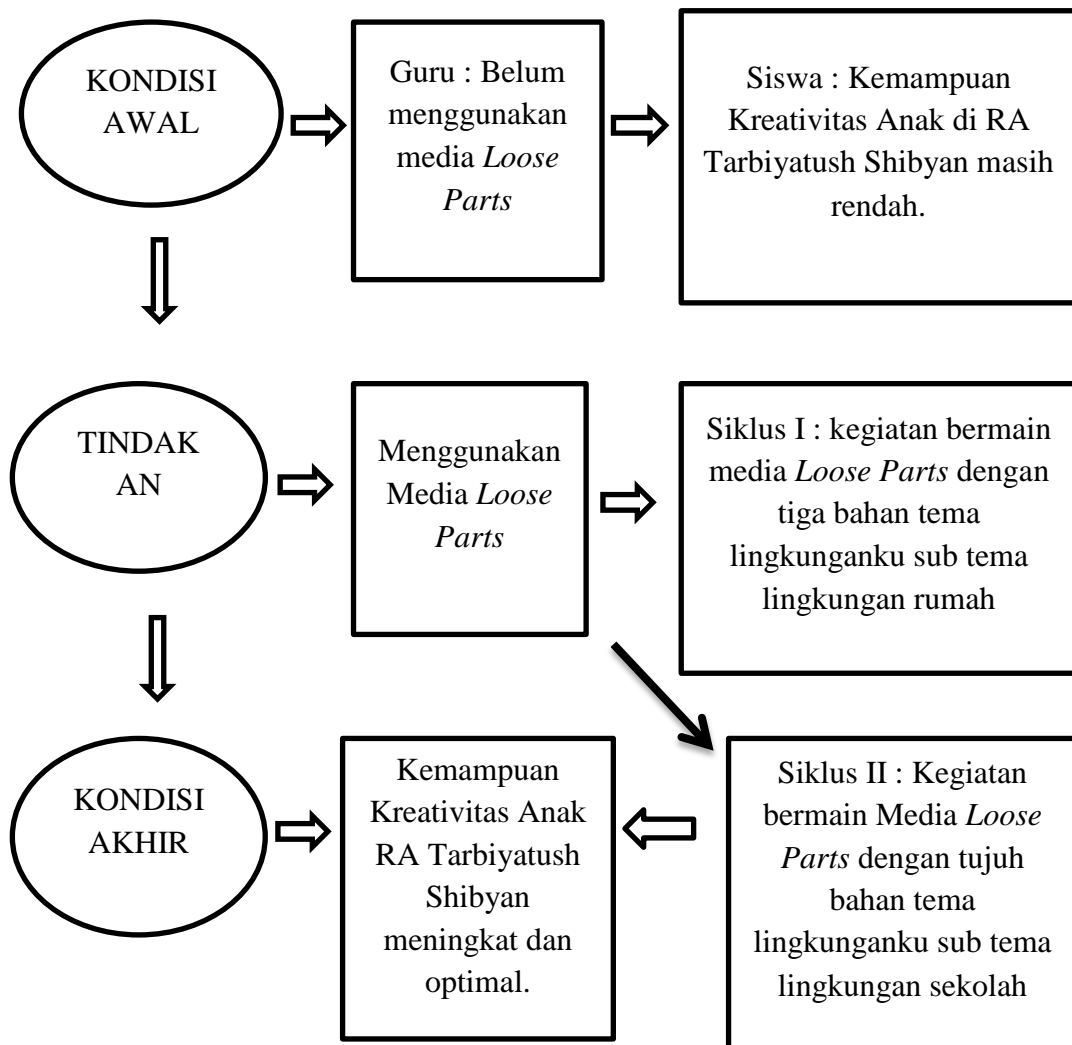 KONDISI
AWAL
Guru : Belum
menggunakan
media Loose
Parts
Siswa : Kemampuan
Kreativitas Anak di RA
Tarbiyatush Shibyan masih
rendah.
TINDAK
AN
Menggunakan
Media Loose
Parts
Siklus I : kegiatan bermain
media Loose Parts dengan
tiga bahan tema
lingkunganku sub tema
lingkungan rumah
KONDISI
AKHIR
Kemampuan
Kreativitas Anak
RA Tarbiyatush
Shibyan
meningkat dan
optimal.
Siklus II : Kegiatan
bermain Media Loose
Parts dengan tujuh
bahan tema
lingkunganku sub tema
lingkungan sekolah